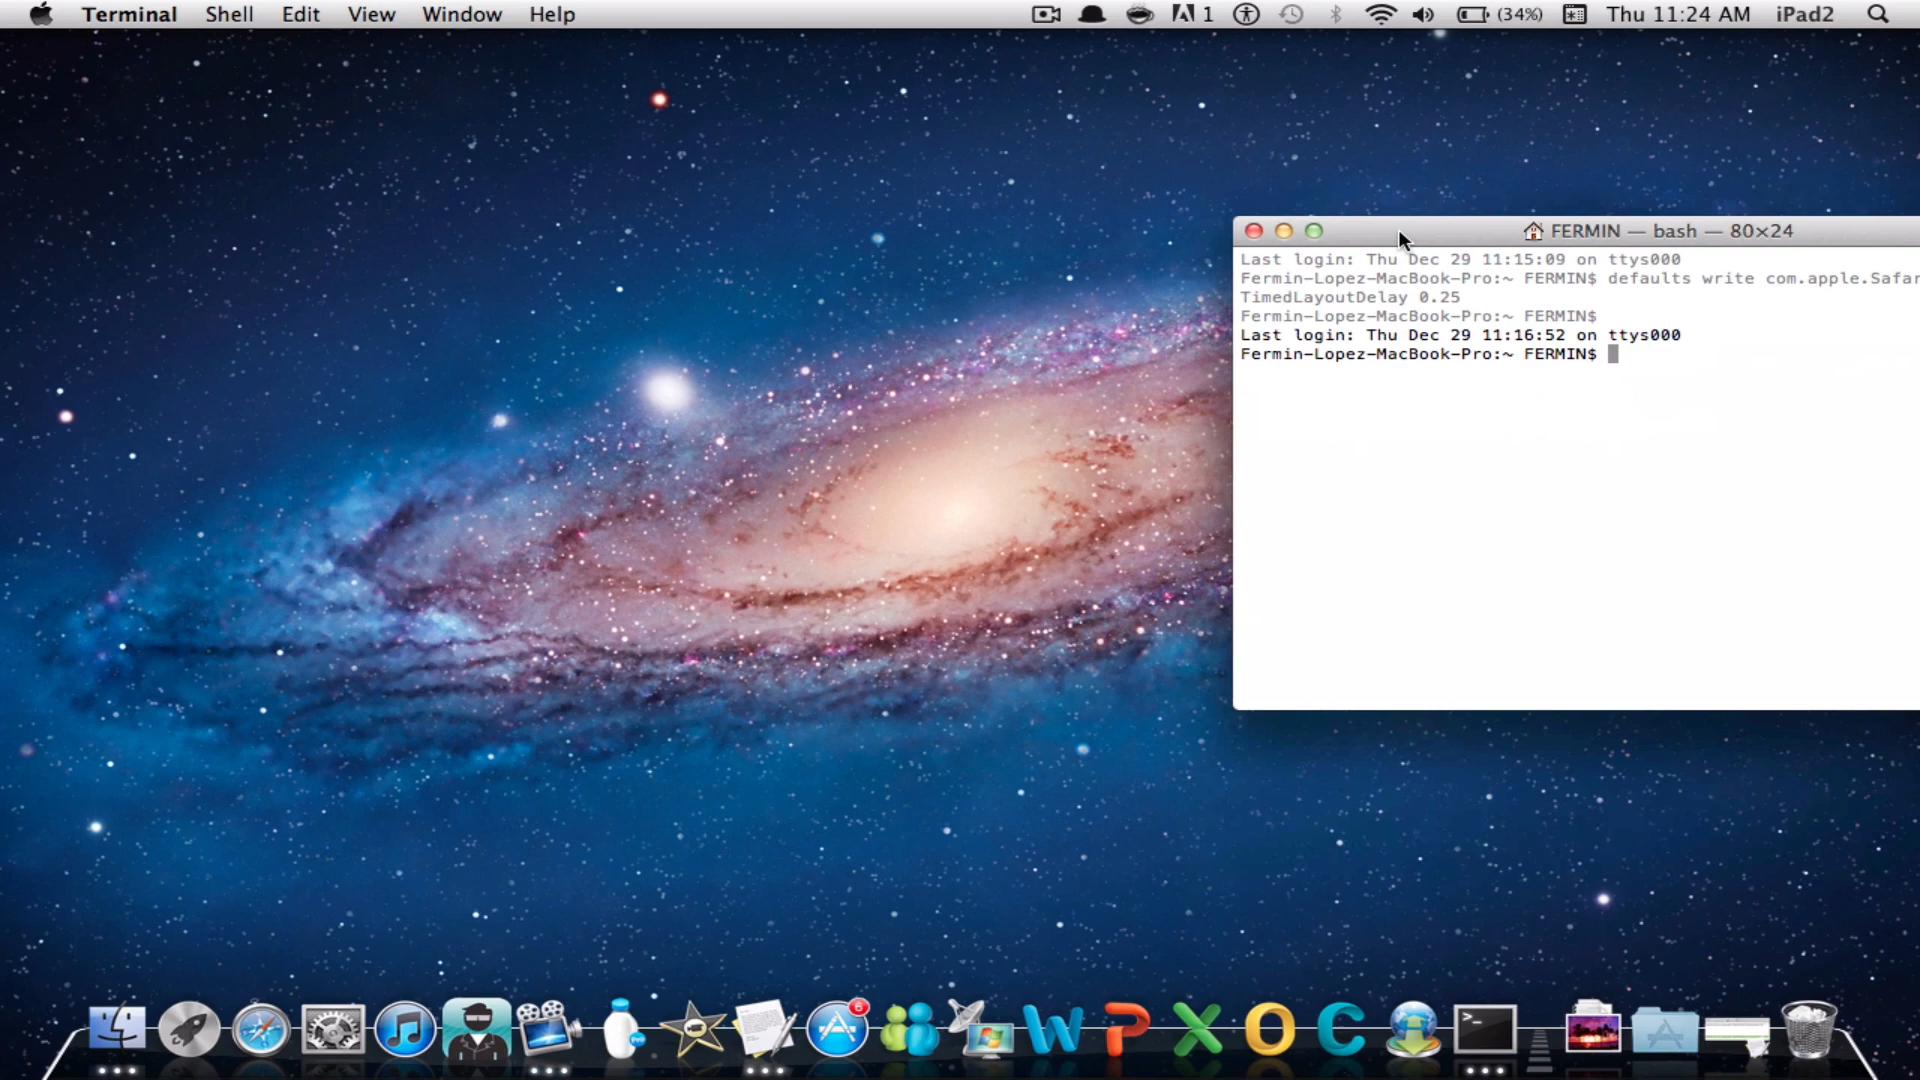 Terminal Shell Edit View Window Help 1 (34%) Thu 11:24 AM iPad2
FERMIN — bash — 80×24
Last login: Thu Dec 29 11:15:09 on ttys000
Fermin-Lopez-MacBook-Pro:~ FERMIN$ defaults write com.apple.Safar
TimedLayoutDelay 0.25
Fermin-Lopez-MacBook-Pro:~ FERMIN$
Last login: Thu Dec 29 11:16:52 on ttys000
Fermin-Lopez-MacBook-Pro:~ FERMIN$
6
W P X O C >_